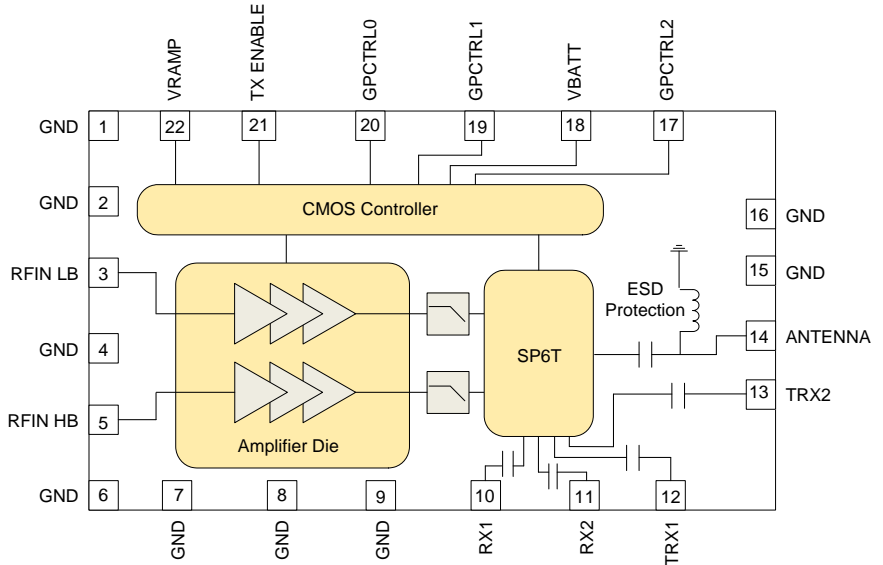 VRAMP
TX ENABLE
GPCTRL0
GPCTRL1
VBATT
GPCTRL2
GND 1
22
21
20
19
18
17
GND 2
CMOS Controller
16 GND
RFIN LB 3
15 GND
ESD
Protection
GND 4
SP6T
14 ANTENNA
13 TRX2
RFIN HB 5
Amplifier Die
GND 6
7
8
9
10
11
12
GND
GND
GND
RX1
RX2
TRX1